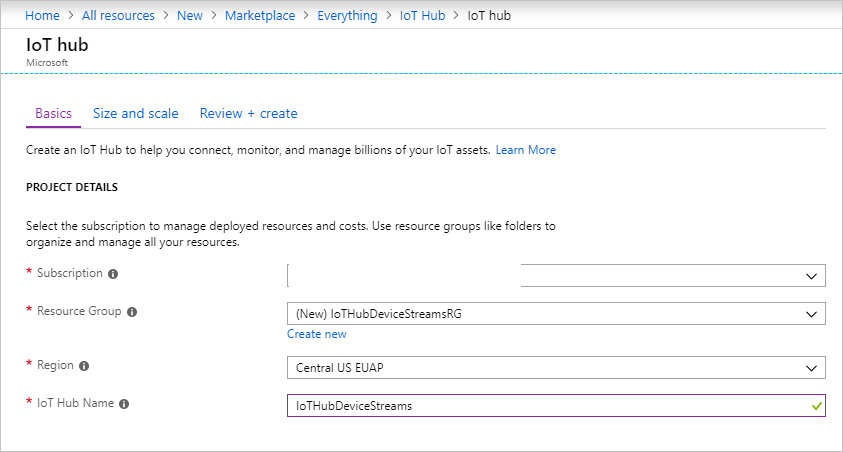 Home > All resources > New > Marketplace > Everything > IoT Hub > IoT hub
IoT hub
Microsoft
Basics Size and scale Review + create
Create an IoT Hub to help you connect, monitor, and manage billions of your IoT assets. Learn More
PROJECT DETAILS
Select the subscription to manage deployed resources and costs. Use resource groups like folders to
organize and manage all your resources.
* Subscription
* Resource Group
(New) IoTHubDeviceStreamsRG
Create new
* Region
Central US EUAP
* IoT Hub Name
IoTHubDeviceStreams